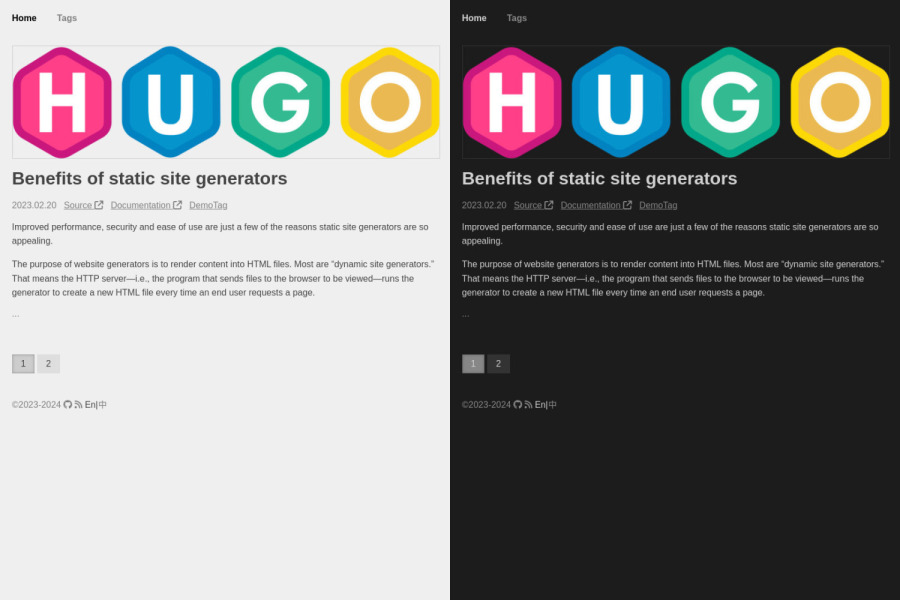 Home Tags
HUGO
Benefits of static site generators
2023.02.20 Source Documentation DemoTag
Improved performance, security and ease of use are just a few of the reasons static site generators are so
appealing.
The purpose of website generators is to render content into HTML files. Most are “dynamic site generators.”
That means the HTTP server—i.e., the program that sends files to the browser to be viewed—runs the
generator to create a new HTML file every time an end user requests a page.
...
1 2
©2023-2024 En|中
Home Tags
HUGO
Benefits of static site generators
2023.02.20 Source Documentation DemoTag
Improved performance, security and ease of use are just a few of the reasons static site generators are so
appealing.
The purpose of website generators is to render content into HTML files. Most are “dynamic site generators.”
That means the HTTP server—i.e., the program that sends files to the browser to be viewed—runs the
generator to create a new HTML file every time an end user requests a page.
...
1 2
©2023-2024 En|中